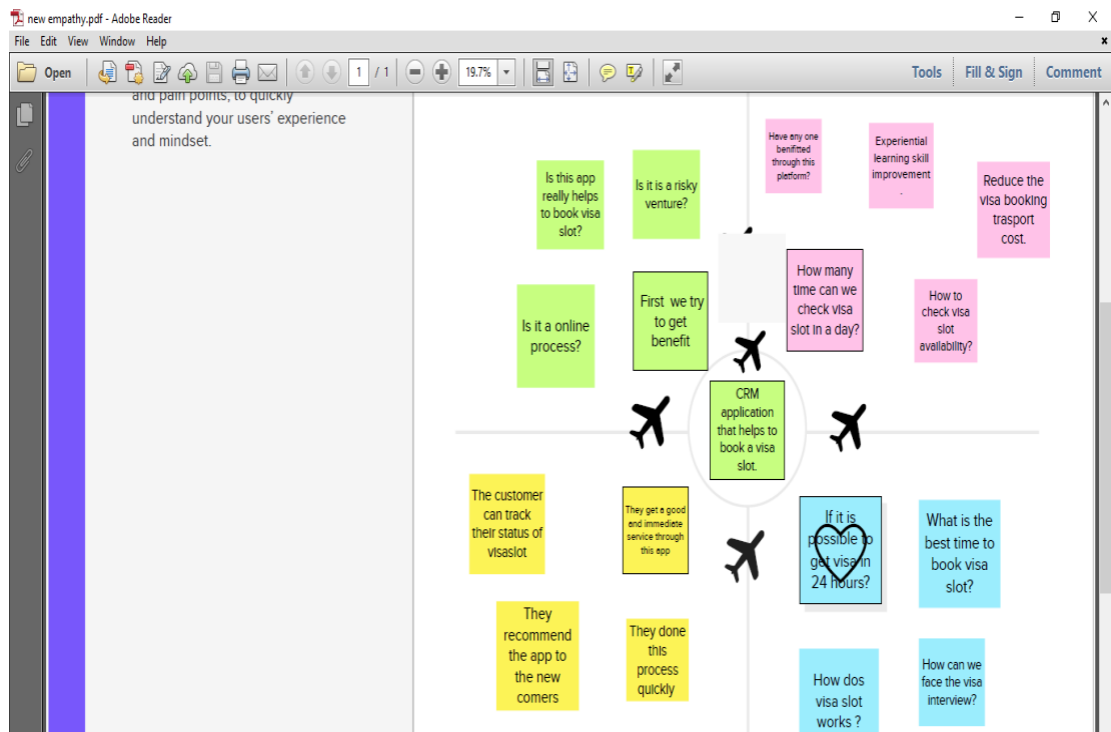 new empathy.pdf - Adobe Reader
File Edit View Window Help
Open
1 / 1
19.7%
Tools Fill & Sign Comment
and pain points, to quickly
understand your users' experience
and mindset.
Is this app
really helps
to book visa
slot?
Is it is a risky
venture?
Is it a online
process?
First we try
to get
benefit
Have any one
benifitted
through this
platform?
Experiential
learning skill
improvement
.
Reduce the
visa booking
trasport
cost.
How many
time can we
check visa
slot in a day?
How to
check visa
slot
availability?
CRM
application
that helps to
book a visa
slot.
The customer
can track
their status of
visaslot
They get a good
and immediate
service through
this app
They
recommend
the app to
the new
comers
They done
this
process
quickly
If it is
possible to
get visa in
24 hours?
What is the
best time to
book visa
slot?
How dos
visa slot
works ?
How can we
face the visa
interview?